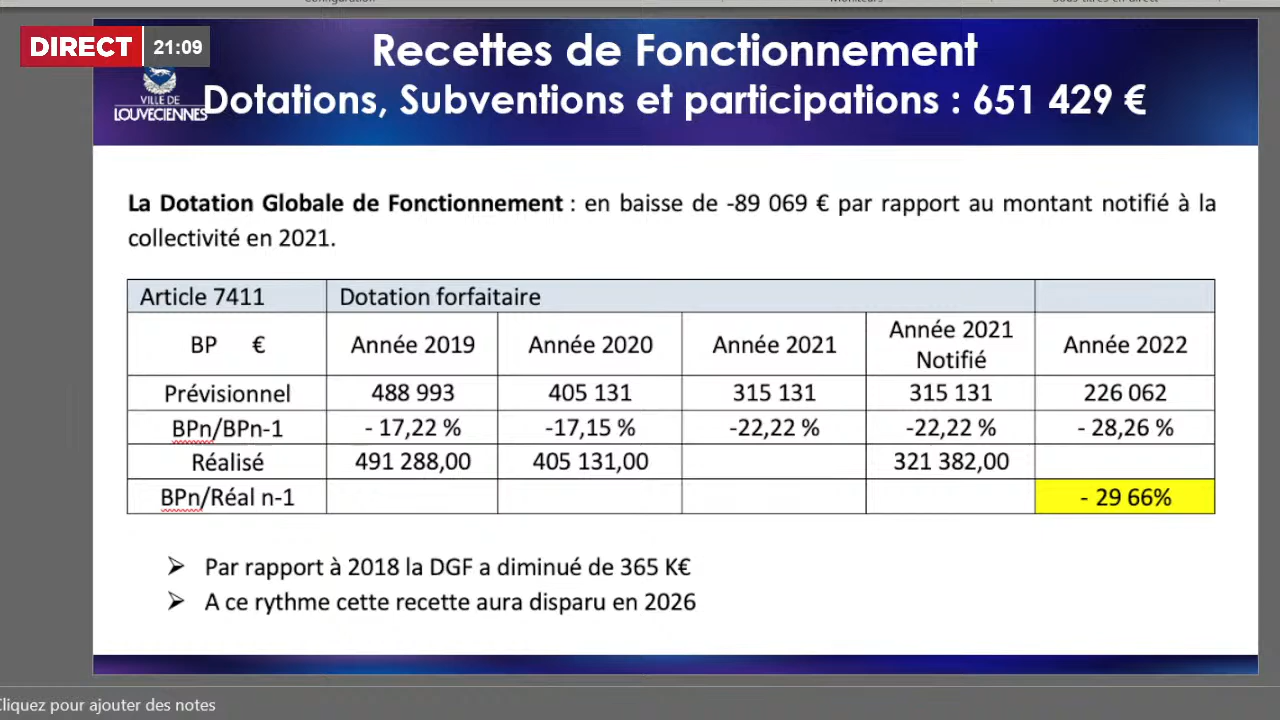 DIRECT 21:09
Recettes de Fonctionnement
VILLE DE
LOUVECIENNES
Dotations, Subventions et participations : 651 429 €
La Dotation Globale de Fonctionnement : en baisse de -89 069 € par rapport au montant notifié à la
collectivité en 2021.
Article 7411 Dotation forfaitaire
BP € Année 2019 Année 2020 Année 2021 Année 2021 Notifié Année 2022
Prévisionnel 488 993 405 131 315 131 315 131 226 062
BPn/BPn-1 - 17,22 % -17,15 % -22,22 % -22,22 % - 28,26 %
Réalisé 491 288,00 405 131,00 321 382,00
BPn/Réal n-1 - 29 66%
➢ Par rapport à 2018 la DGF a diminué de 365 K€
➢ A ce rythme cette recette aura disparu en 2026
Cliquez pour ajouter des notes